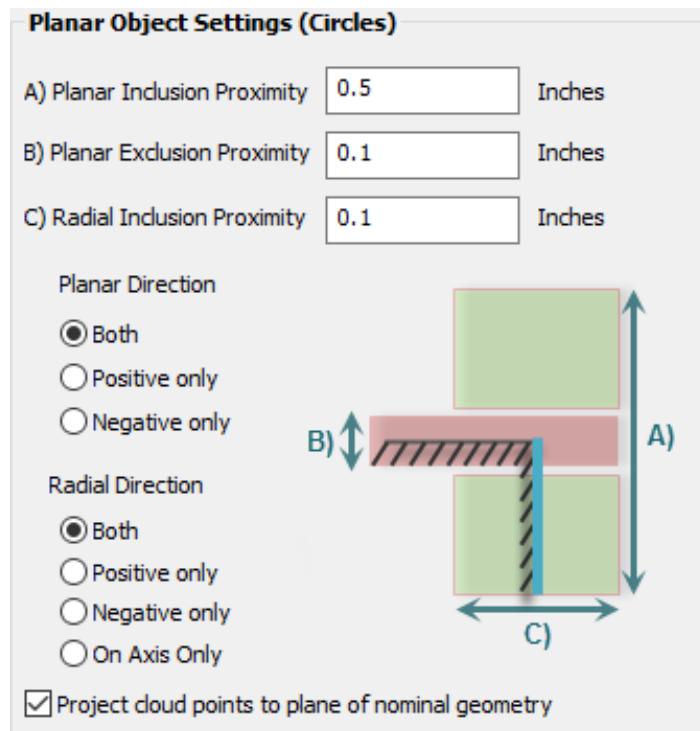 Planar Object Settings (Circles)
A) Planar Inclusion Proximity 0.5 Inches
B) Planar Exclusion Proximity 0.1 Inches
C) Radial Inclusion Proximity 0.1 Inches
Planar Direction
Both
Positive only
Negative only
B)
A)
Radial Direction
Both
Positive only
Negative only
On Axis Only
C)
Project cloud points to plane of nominal geometry